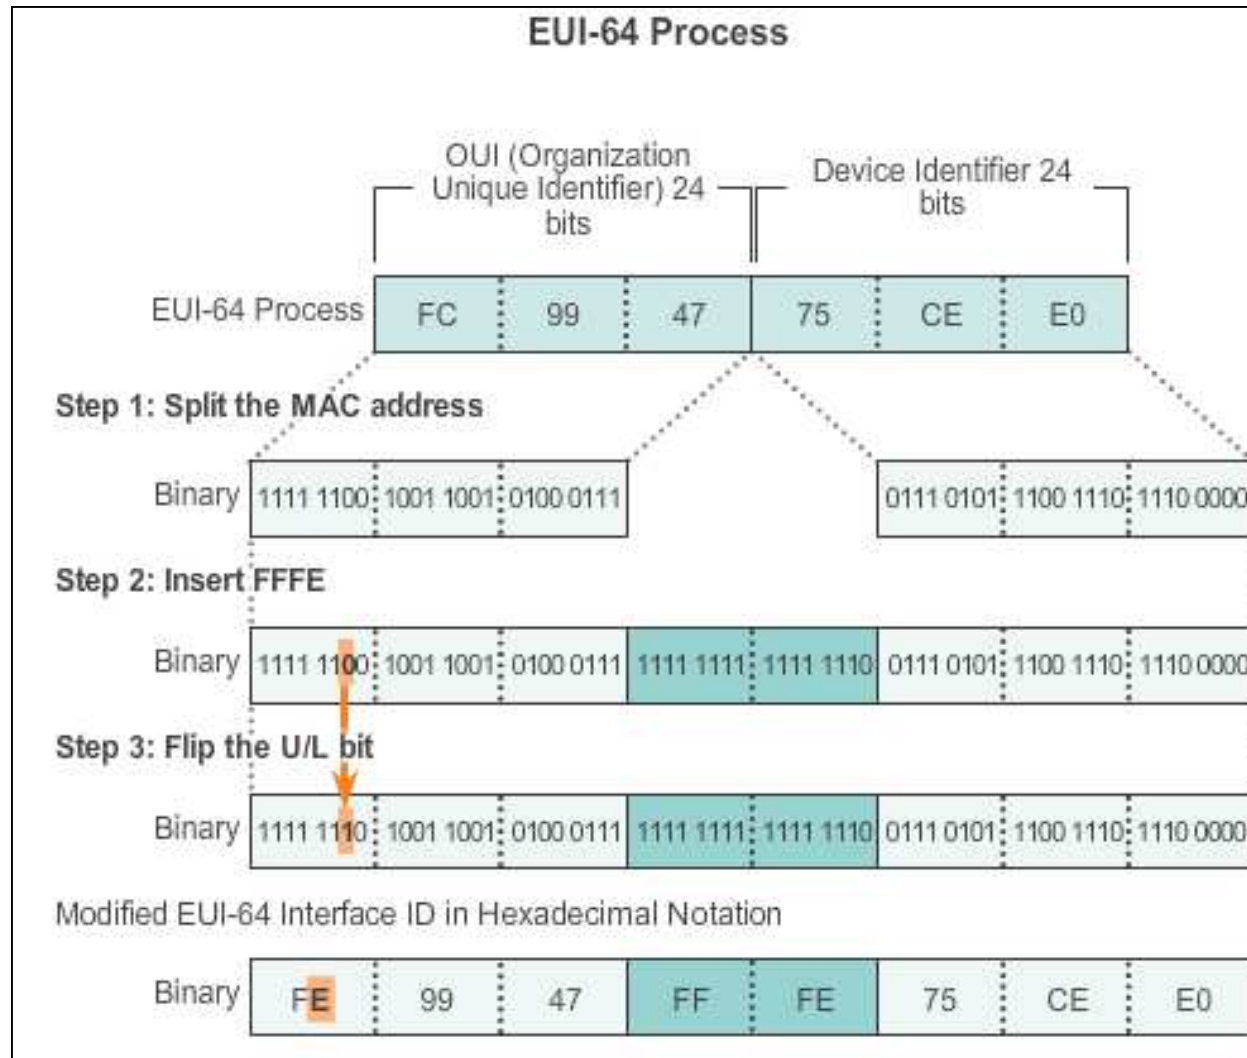 EUI-64 Process
OUI (Organization
Unique Identifier) 24
bits
Device Identifier 24
bits
EUI-64 Process FC 99 47 75 CE E0
Step 1: Split the MAC address
Binary 1111 1100 1001 1001 0100 0111 0111 0101 1100 1110 1110 0000
Step 2: Insert FFFE
Binary 1111 1100 1001 1001 0100 0111 1111 1111 1111 1110 0111 0101 1100 1110 1110 0000
Step 3: Flip the U/L bit
Binary 1111 1110 1001 1001 0100 0111 1111 1111 1111 1110 0111 0101 1100 1110 1110 0000
Modified EUI-64 Interface ID in Hexadecimal Notation
Binary FE 99 47 FF FE 75 CE E0